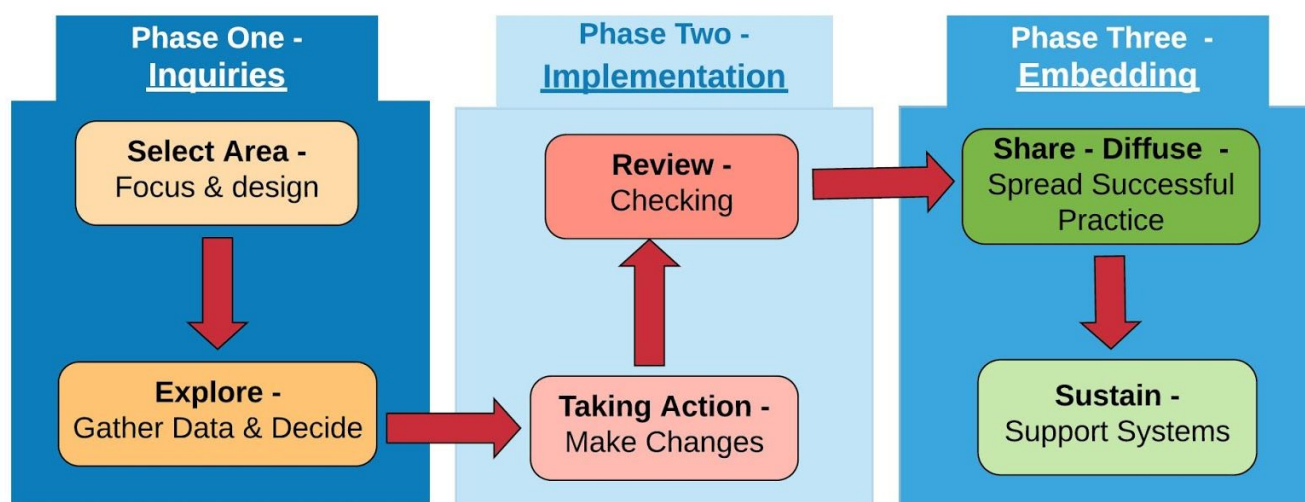 Phase One -
Inquiries
Select Area -
Focus & design
Explore -
Gather Data & Decide
Phase Two -
Implementation
Review -
Checking
Taking Action -
Make Changes
Phase Three -
Embedding
Share - Diffuse -
Spread Successful
Practice
Sustain -
Support Systems